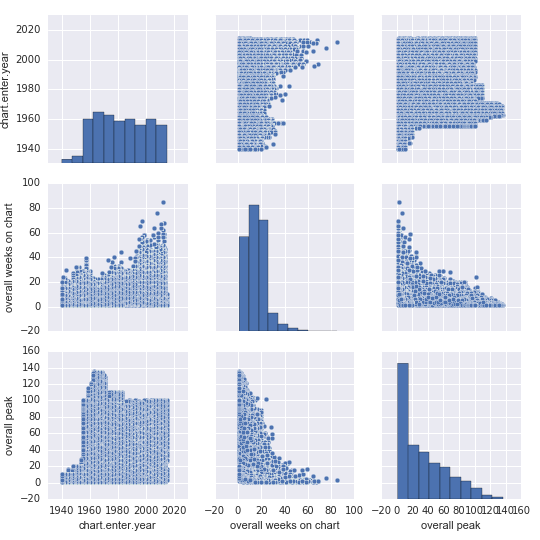 2020
2000
1980
1960
1940
chart.enter.year
100
80
60
40
20
0
−20
overall weeks on chart
160
140
120
100
80
60
40
20
0
−20
overall peak
1940 1960 1980 2000 2020
−20 0 20 40 60 80 100
−20 0 20 40 60 80 100 120 140 160
chart.enter.year
overall weeks on chart
overall peak